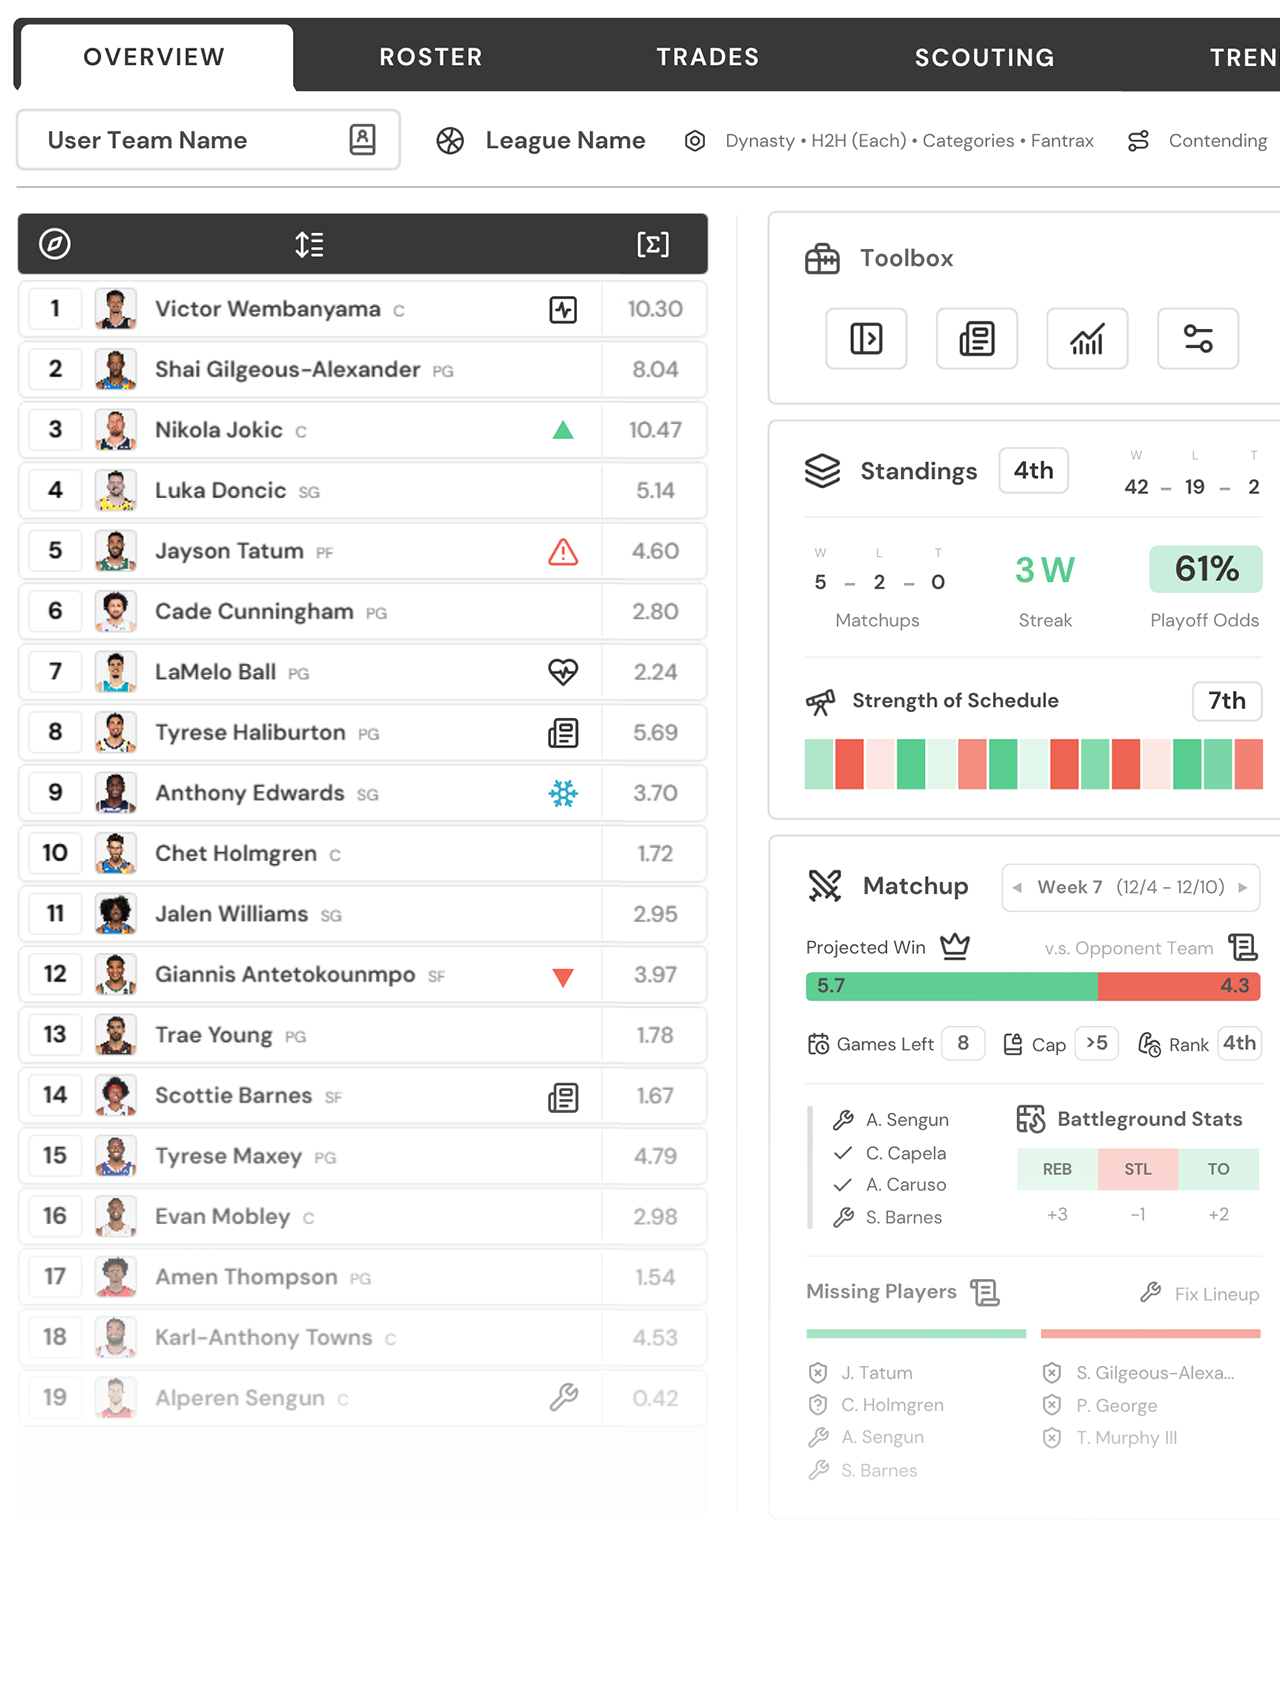 OVERVIEW
ROSTER
TRADES
SCOUTING
TREN
User Team Name
League Name
Dynasty • H2H (Each) • Categories • Fantrax
Contending
[Σ]
1 Victor Wembanyama C 10.30
2 Shai Gilgeous-Alexander PG 8.04
3 Nikola Jokic C 10.47
4 Luka Doncic SG 5.14
5 Jayson Tatum PF 4.60
6 Cade Cunningham PG 2.80
7 LaMelo Ball PG 2.24
8 Tyrese Haliburton PG 5.69
9 Anthony Edwards SG 3.70
10 Chet Holmgren C 1.72
11 Jalen Williams SG 2.95
12 Giannis Antetokounmpo SF 3.97
13 Trae Young PG 1.78
14 Scottie Barnes SF 1.67
15 Tyrese Maxey PG 4.79
16 Evan Mobley C 2.98
17 Amen Thompson PG 1.54
18 Karl-Anthony Towns C 4.53
19 Alperen Sengun C 0.42
Toolbox
Standings 4th
W L T
42 – 19 – 2
W L T
5 – 2 – 0
Matchups
3 W
Streak
61%
Playoff Odds
Strength of Schedule 7th
Matchup
Week 7 (12/4 - 12/10)
Projected Win
v.s. Opponent Team
5.7 4.3
Games Left 8 Cap >5 Rank 4th
A. Sengun
C. Capela
A. Caruso
S. Barnes
Battleground Stats
REB STL TO
+3 -1 +2
Missing Players
Fix Lineup
J. Tatum
C. Holmgren
A. Sengun
S. Barnes
S. Gilgeous-Alexa...
P. George
T. Murphy III